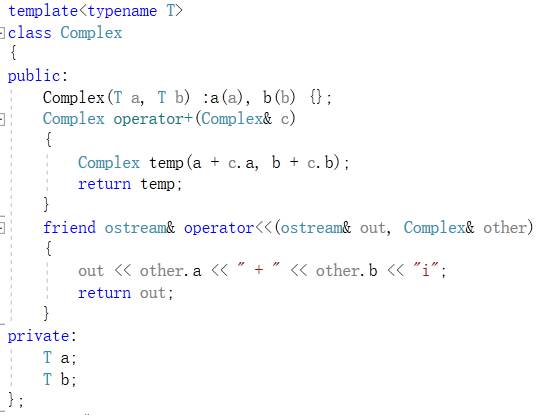 template<typename T>
class Complex
{
public:
    Complex(T a, T b) :a(a), b(b) {};
    Complex operator+(Complex& c)
    {
        Complex temp(a + c.a, b + c.b);
        return temp;
    }
    friend ostream& operator<<(ostream& out, Complex& other)
    {
        out << other.a << " + " << other.b << "i";
        return out;
    }
private:
    T a;
    T b;
};